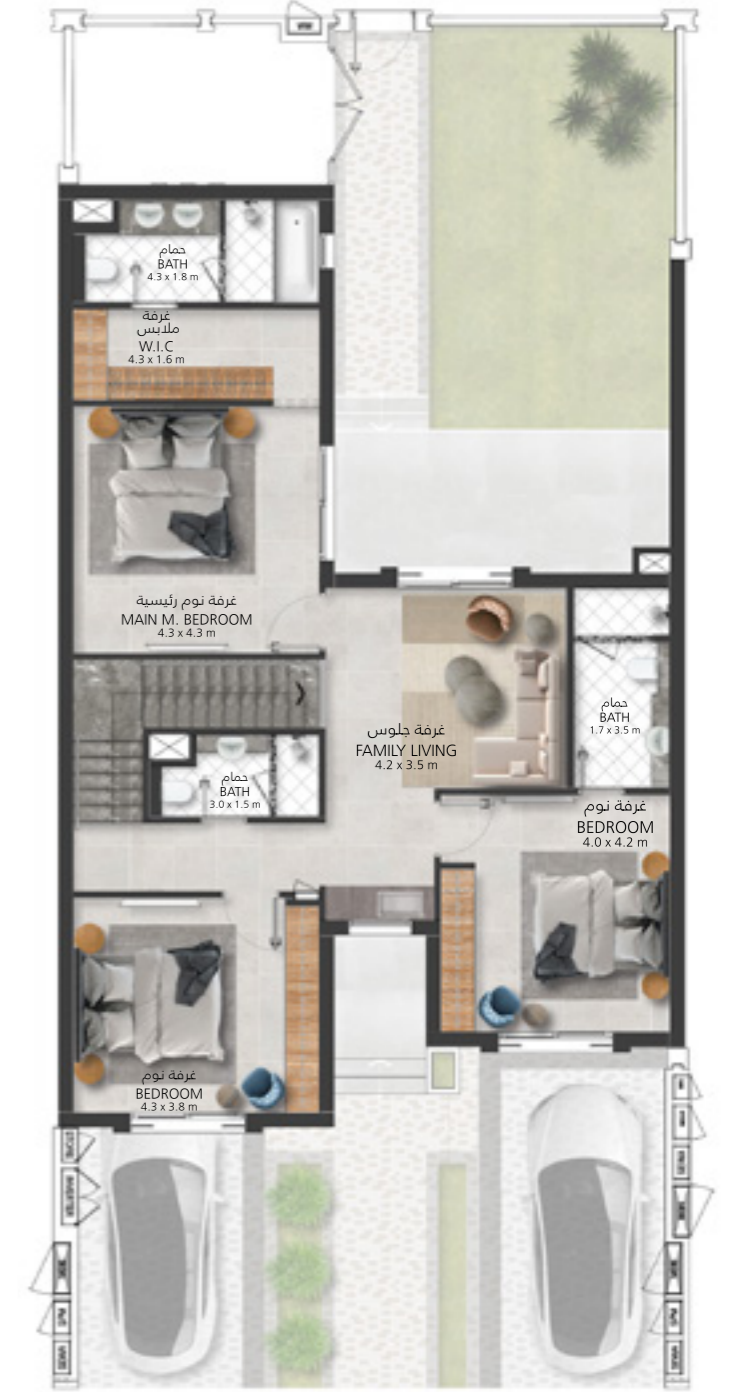 حمام
BATH
4.3 x 1.8 m
غرفة
ملابس
W.I.C
4.3 x 1.6 m
غرفة نوم رئيسية
MAIN M. BEDROOM
4.3 x 4.3 m
غرفة جلوس
FAMILY LIVING
4.2 x 3.5 m
حمام
BATH
1.7 x 3.5 m
حمام
BATH
3.0 x 1.5 m
غرفة نوم
BEDROOM
4.0 x 4.2 m
غرفة نوم
BEDROOM
4.3 x 3.8 m